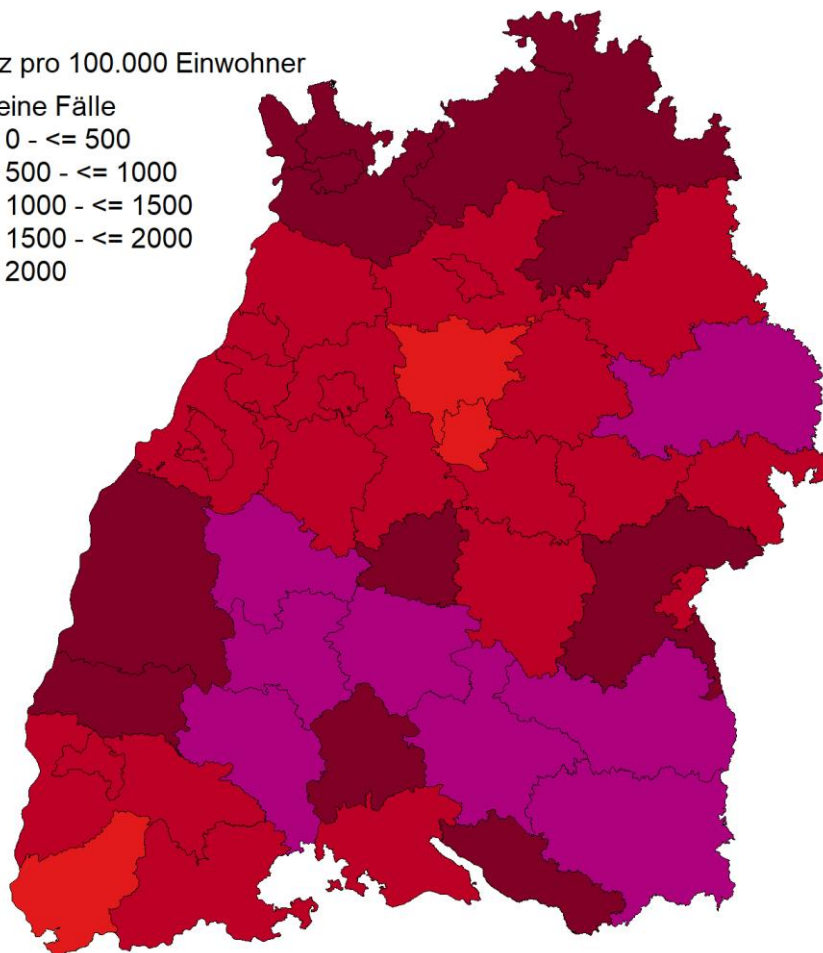 z pro 100.000 Einwohner
eine Fälle
0 - <= 500
500 - <= 1000
1000 - <= 1500
1500 - <= 2000
2000